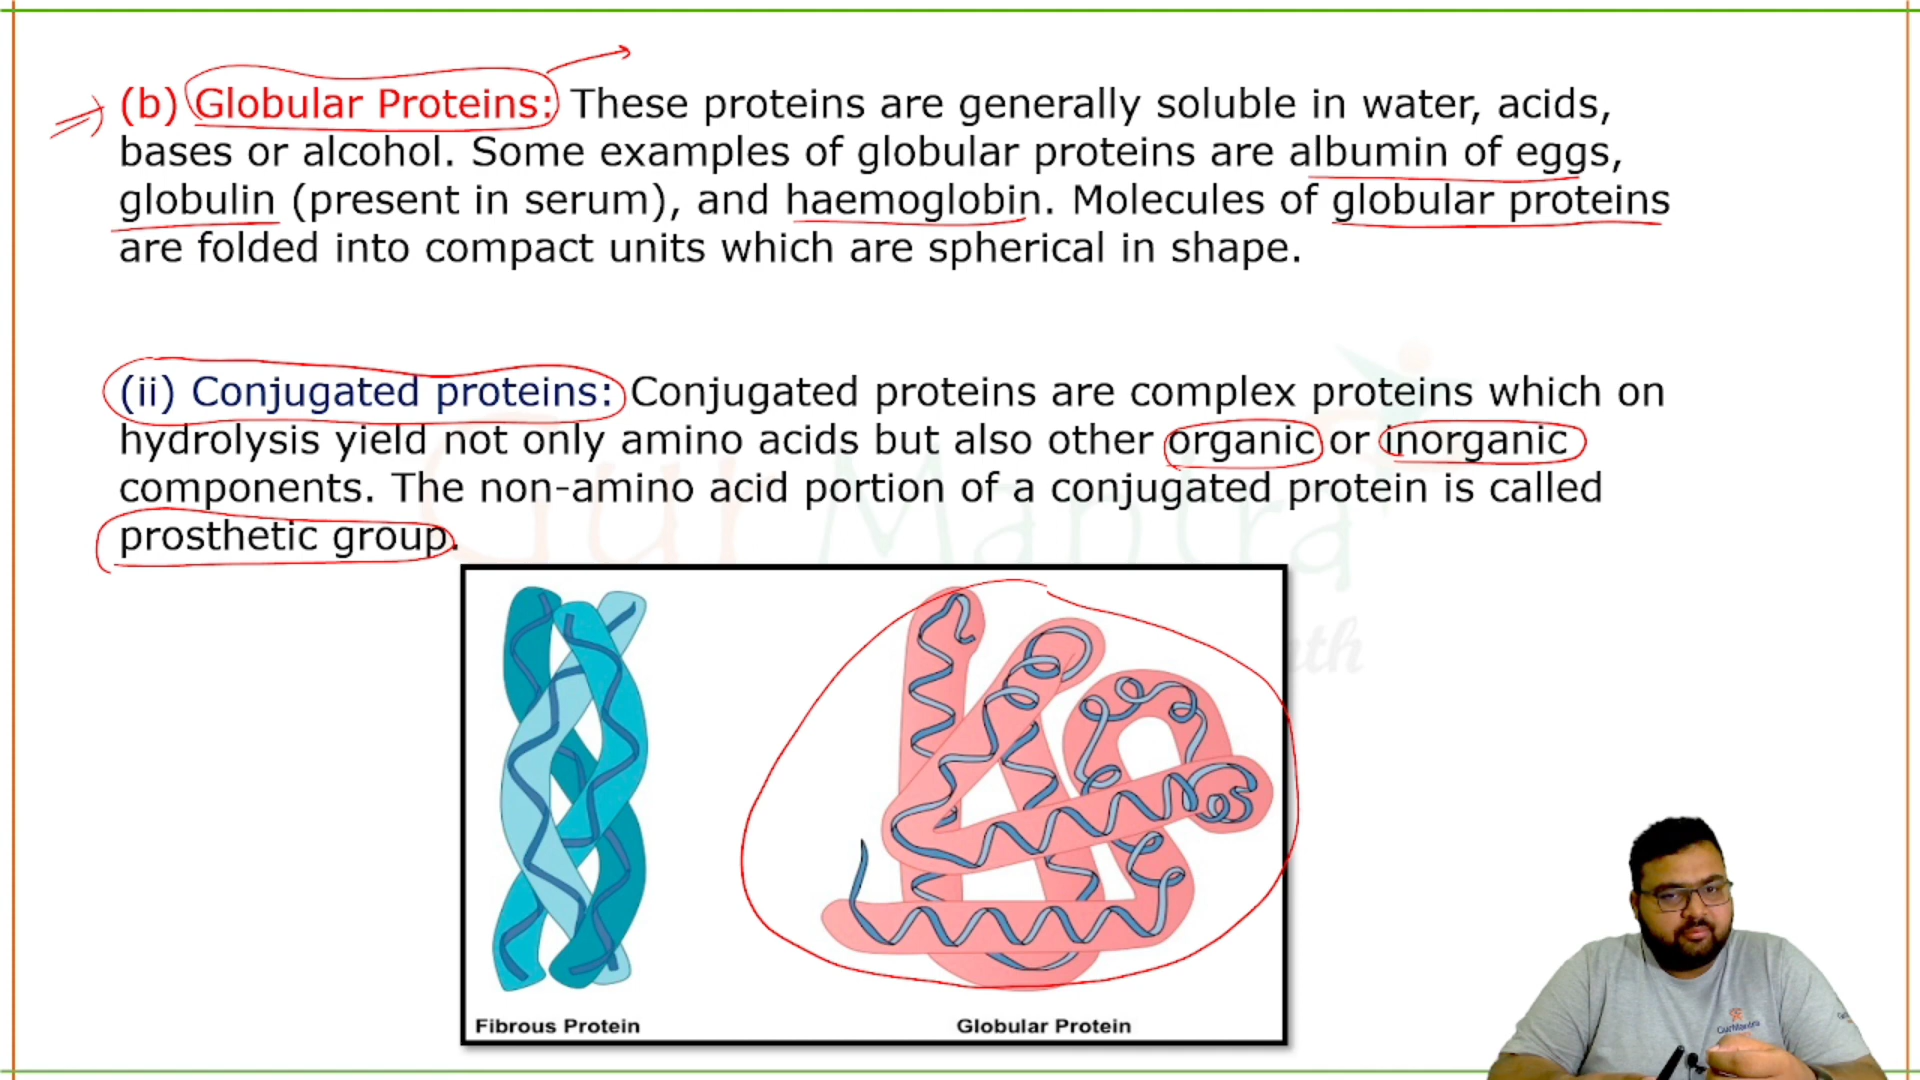 (b) Globular Proteins: These proteins are generally soluble in water, acids,
bases or alcohol. Some examples of globular proteins are albumin of eggs,
globulin (present in serum), and haemoglobin. Molecules of globular proteins
are folded into compact units which are spherical in shape.
(ii) Conjugated proteins: Conjugated proteins are complex proteins which on
hydrolysis yield not only amino acids but also other organic or inorganic
components. The non-amino acid portion of a conjugated protein is called
prosthetic group.
Gur Mantra
Fibrous Protein
Globular Protein
GurMantra